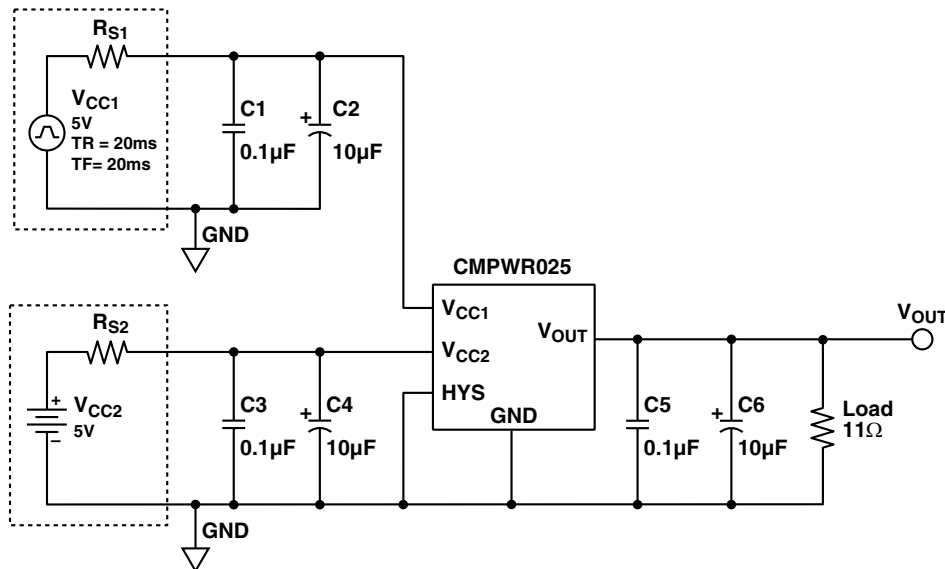 RS1
VCC1
5V
TR = 20ms
TF= 20ms
C1
0.1µF
+
C2
10µF
GND
CMPWR025
VCC1
VCC2
HYS
VOUT
GND
VOUT
RS2
+
–
VCC2
5V
C3
0.1µF
+
C4
10µF
C5
0.1µF
+
C6
10µF
Load
11Ω
GND